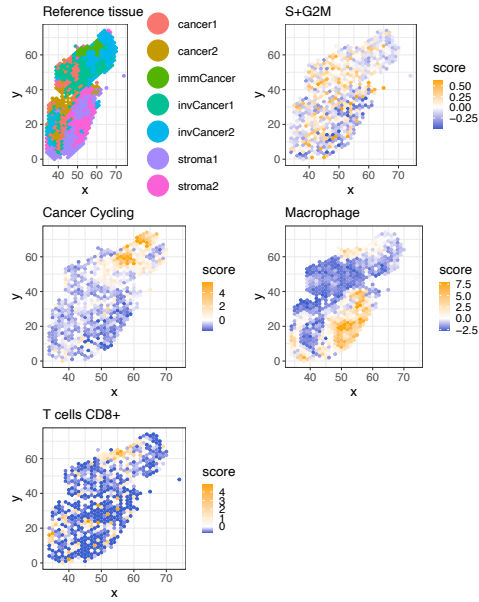 Reference tissue
y
60
40
20
0
40
50
60
70
x
cancer1
cancer2
immCancer
invCancer1
invCancer2
stroma1
stroma2
S+G2M
y
60
40
20
0
40
50
60
70
x
score
0.50
0.25
0.00
−0.25
Cancer Cycling
y
60
40
20
0
40
50
60
70
x
score
4
2
0
Macrophage
y
60
40
20
0
40
50
60
70
x
score
7.5
5.0
2.5
0.0
−2.5
T cells CD8+
y
60
40
20
0
40
50
60
70
x
score
4
3
2
1
0